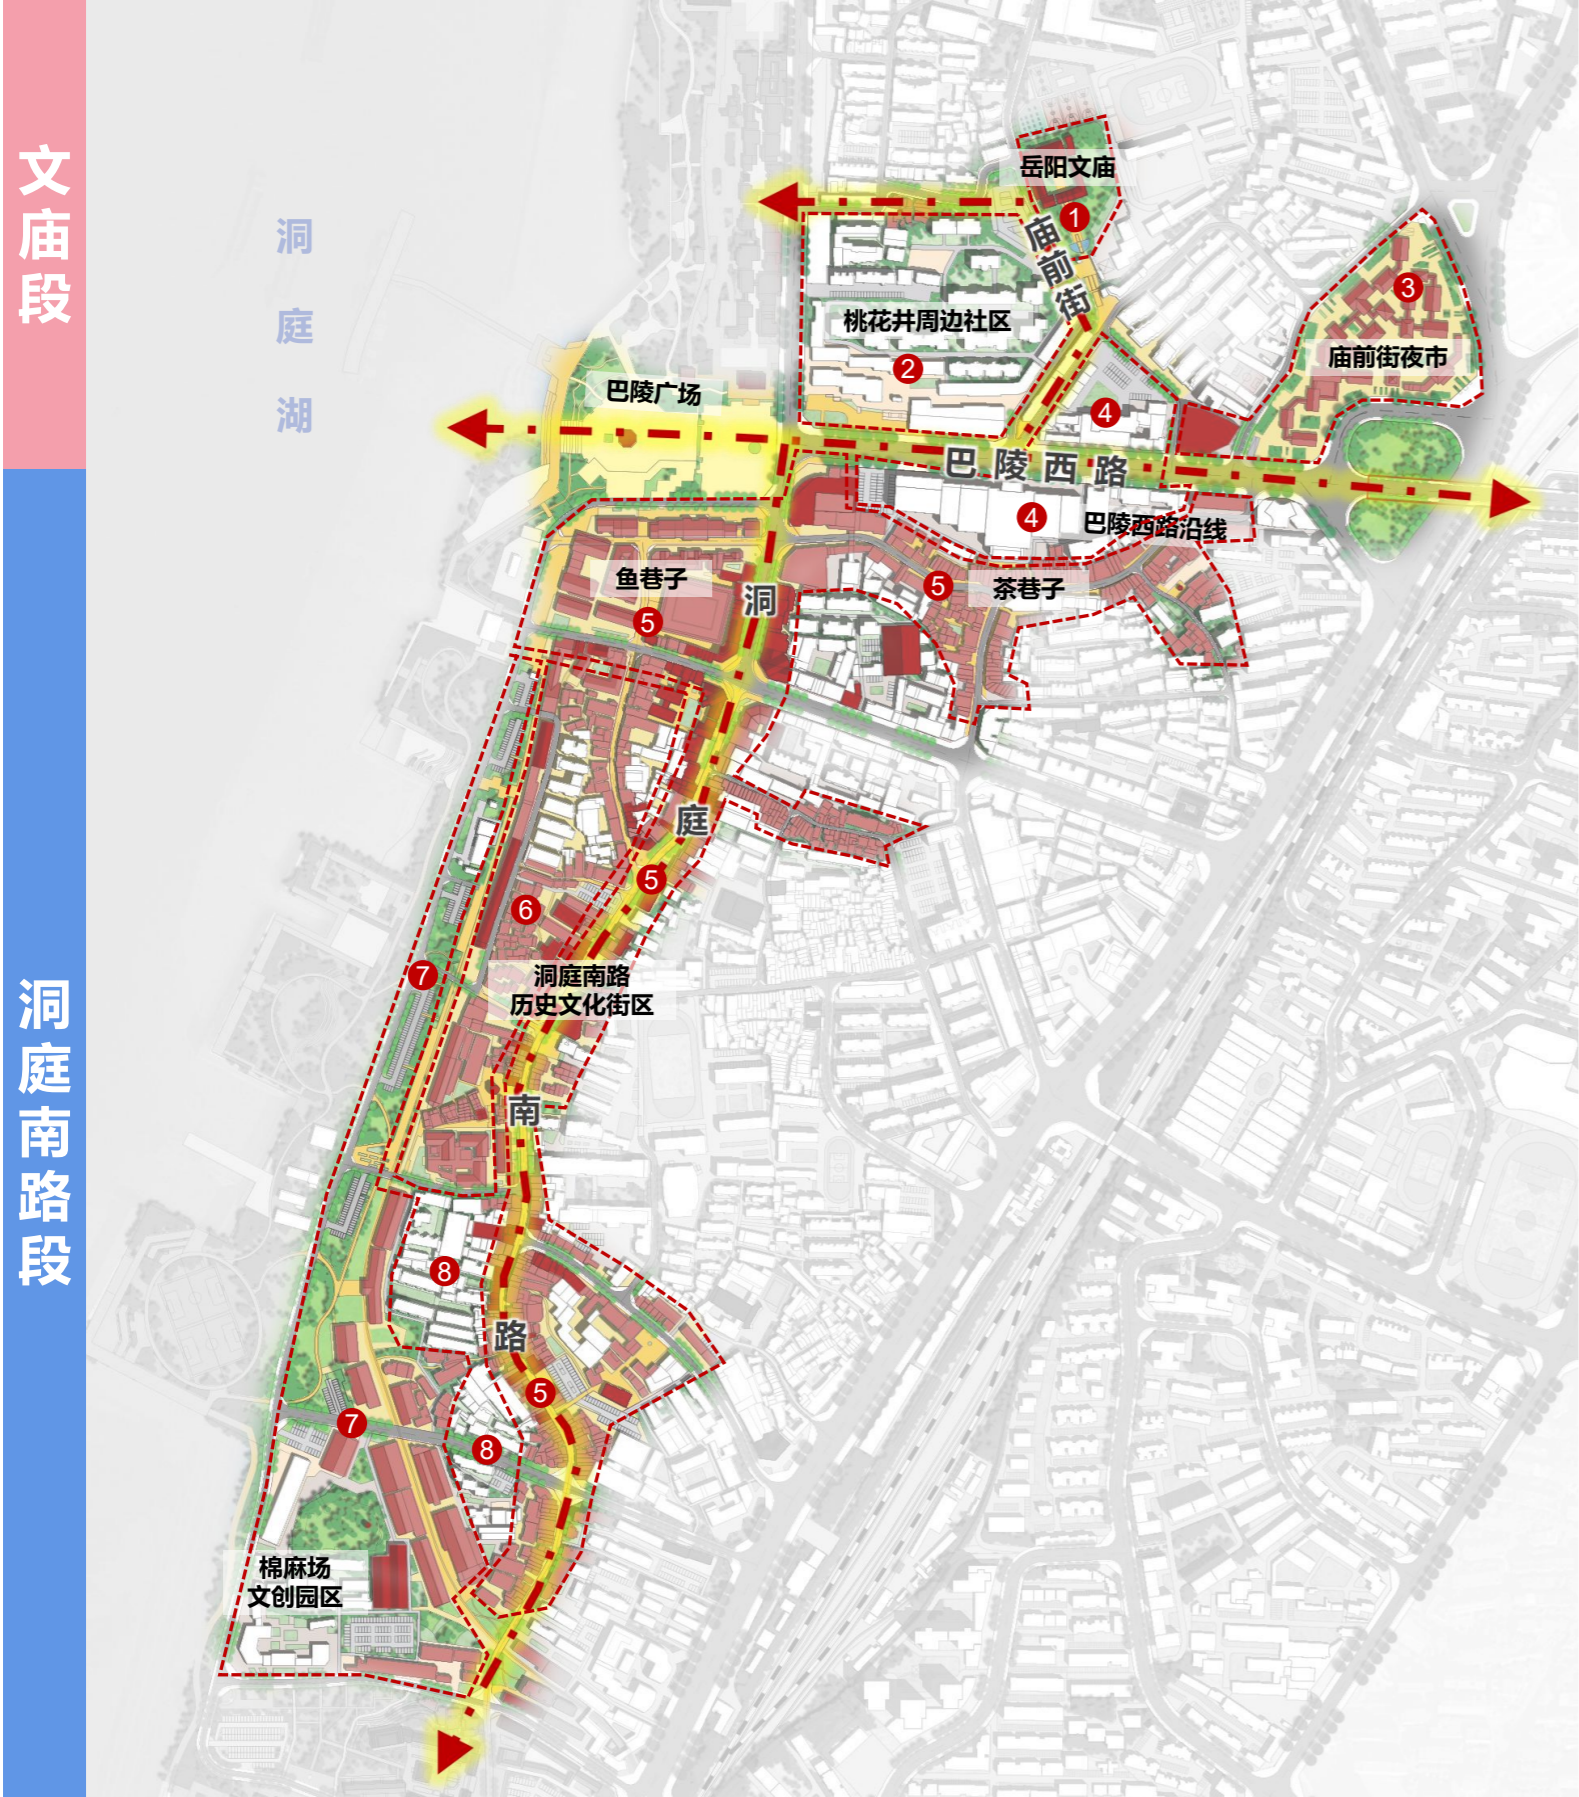 文庙段
洞庭南路段
洞庭湖
岳阳文庙
1
庙前街
3
庙前街夜市
桃花井周边社区
2
巴陵广场
4
巴陵西路
4
巴陵西路沿线
鱼巷子
5
5
茶巷子
洞庭南路
5
6
7
洞庭南路
历史文化街区
8
5
7
8
棉麻场
文创园区